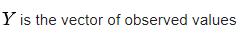 Y is the vector of observed values